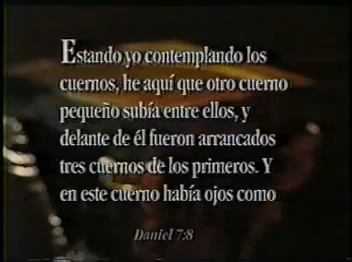 Estando yo contemplando los
cuernos, he aquí que otro cuerno
pequeño subía entre ellos, y
delante de él fueron arrancados
tres cuernos de los primeros. Y
en este cuerno había ojos como
Daniel 7:8